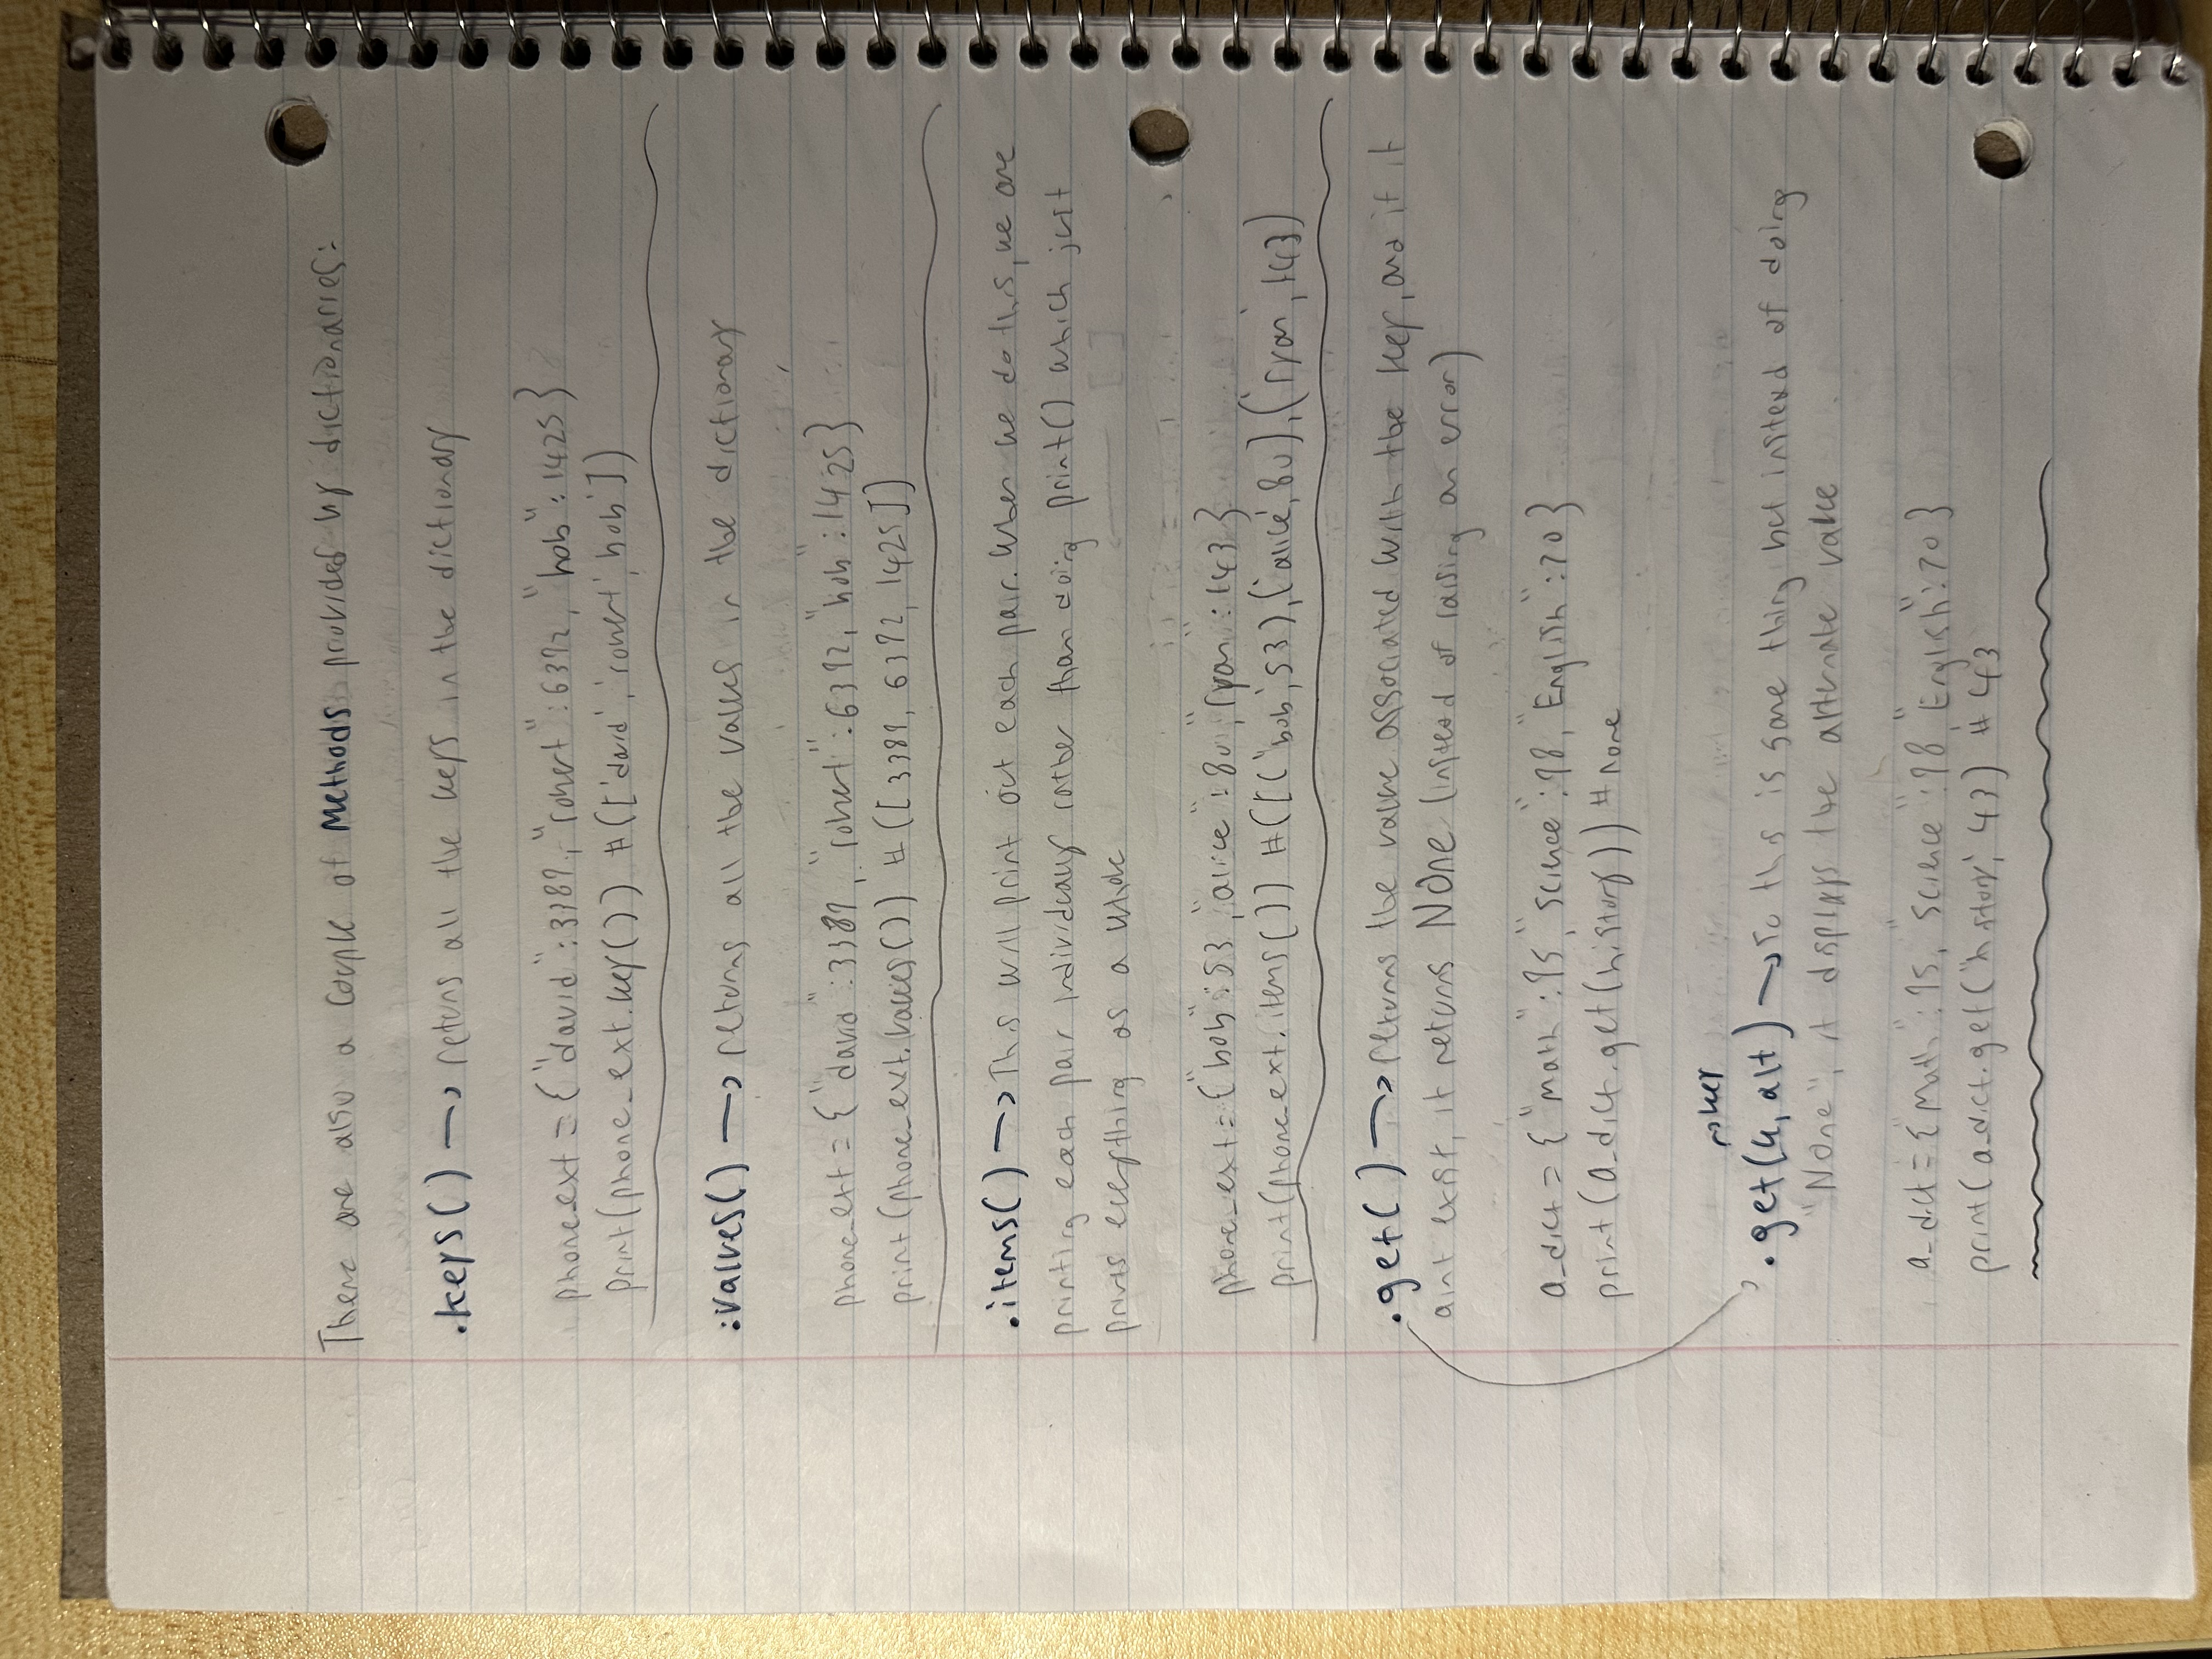 There are also a couple of Methods provided by dictionaries:
.keys() → returns all the keys in the dictionary
phone_ext = {"david":3389, "robert":6392, "bob":1425}
print(phone_ext.key()) #(['david', 'robert', bob'])
:values() → returns all the values in the dictionary
phone_ext = {"david":3389, "robert":6392, "bob":1425}
print(phone_ext.values()) #([3389, 6392, 1425])
.items() → This will print out each pair. When we do this, we are
printing each pair individually rather than doing print() which just
prints everything as a whole
phone_ext = {"bob":53, "alice":80, "ryan":143}
print(phone_ext.items()) #([("bob', 53), ('alice', 80), ('ryan', 143)
.get() → returns the value associated with the key, and if it
aint exist, it returns None (instead of raising an error)
a_dict = {"math":95, "science":98, "English":70}
print(a_dict.get(history)) #none
→ key
.get(k, alt) → so this is same thing but instead of doing
"None", it displays the alternate value
a_dict = {"math":95, "science":98, "English":70}
print(a_dict.get("history', 43) # 43